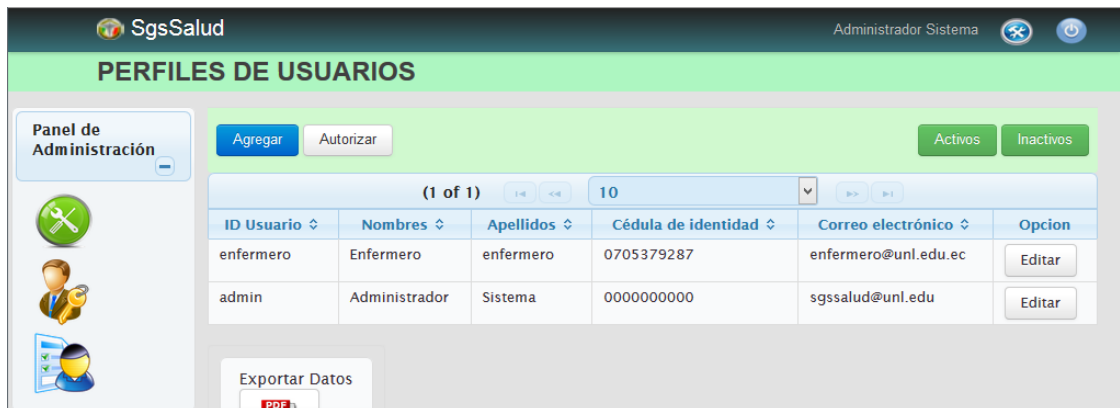 SgsSalud
Administrador Sistema
PERFILES DE USUARIOS
Panel de
Administración
Agregar Autorizar Activos Inactivos
(1 of 1) 10
ID Usuario Nombres Apellidos Cédula de identidad Correo electrónico Opcion
enfermero Enfermero enfermero 0705379287 enfermero@unl.edu.ec Editar
admin Administrador Sistema 0000000000 sgssalud@unl.edu Editar
Exportar Datos
PDF